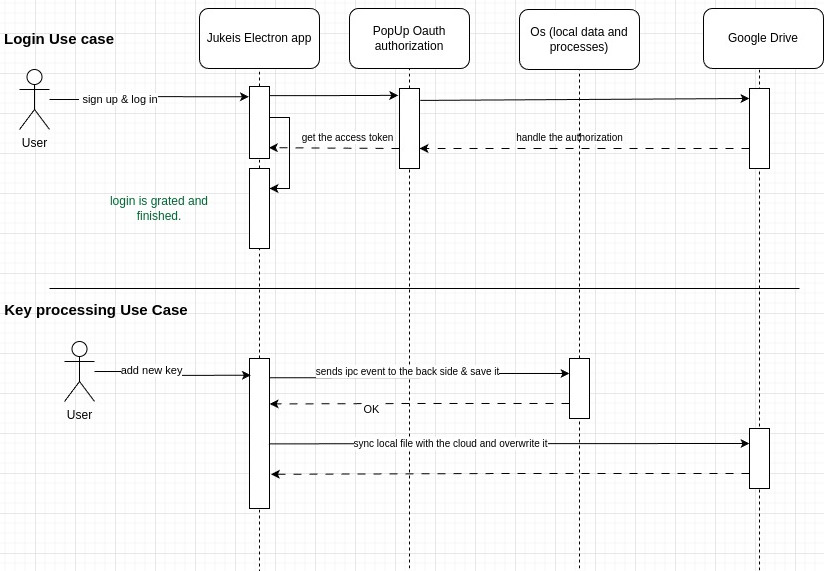 Login Use case
Jukeis Electron app
PopUp Oauth
authorization
Os (local data and
processes)
Google Drive
User
sign up & log in
get the access token
handle the authorization
login is grated and
finished.
Key processing Use Case
User
add new key
sends ipc event to the back side & save it
OK
sync local file with the cloud and overwrite it